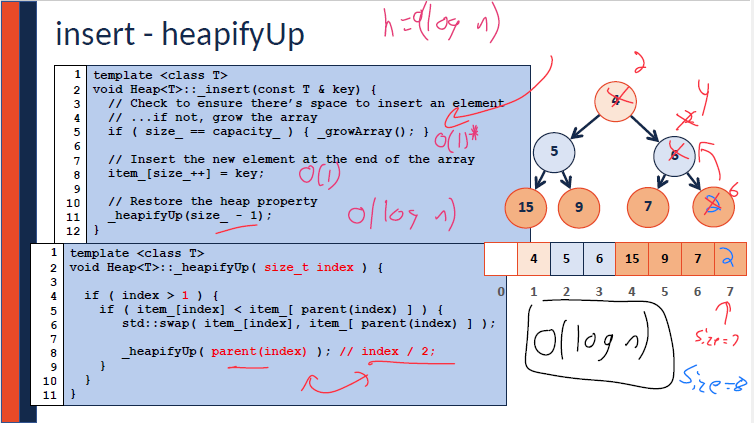 insert - heapifyUp
h=O(log n)
1 template <class T>
2 void Heap<T>::_insert(const T & key) {
3 // Check to ensure there's space to insert an element
4 // ...if not, grow the array
5 if ( size_ == capacity_ ) { _growArray(); }
O(1)*
6
7 // Insert the new element at the end of the array
8 item_[size_++] = key;
O(1)
9
10 // Restore the heap property
11 _heapifyUp(size_ - 1);
O(log n)
12 }
1 template <class T>
2 void Heap<T>::_heapifyUp( size_t index ) {
3
4 if ( index > 1 ) {
5 if ( item_[index] < item_[ parent(index) ] ) {
6 std::swap( item_[index], item_[ parent(index) ] );
7
8 _heapifyUp( parent(index) ); // index / 2;
9 }
10 }
11 }
2
4
4
2
5
6
6
15 9 7 2
4 5 6 15 9 7 2
0 1 2 3 4 5 6 7
O(log n)
Size=7
Size=8